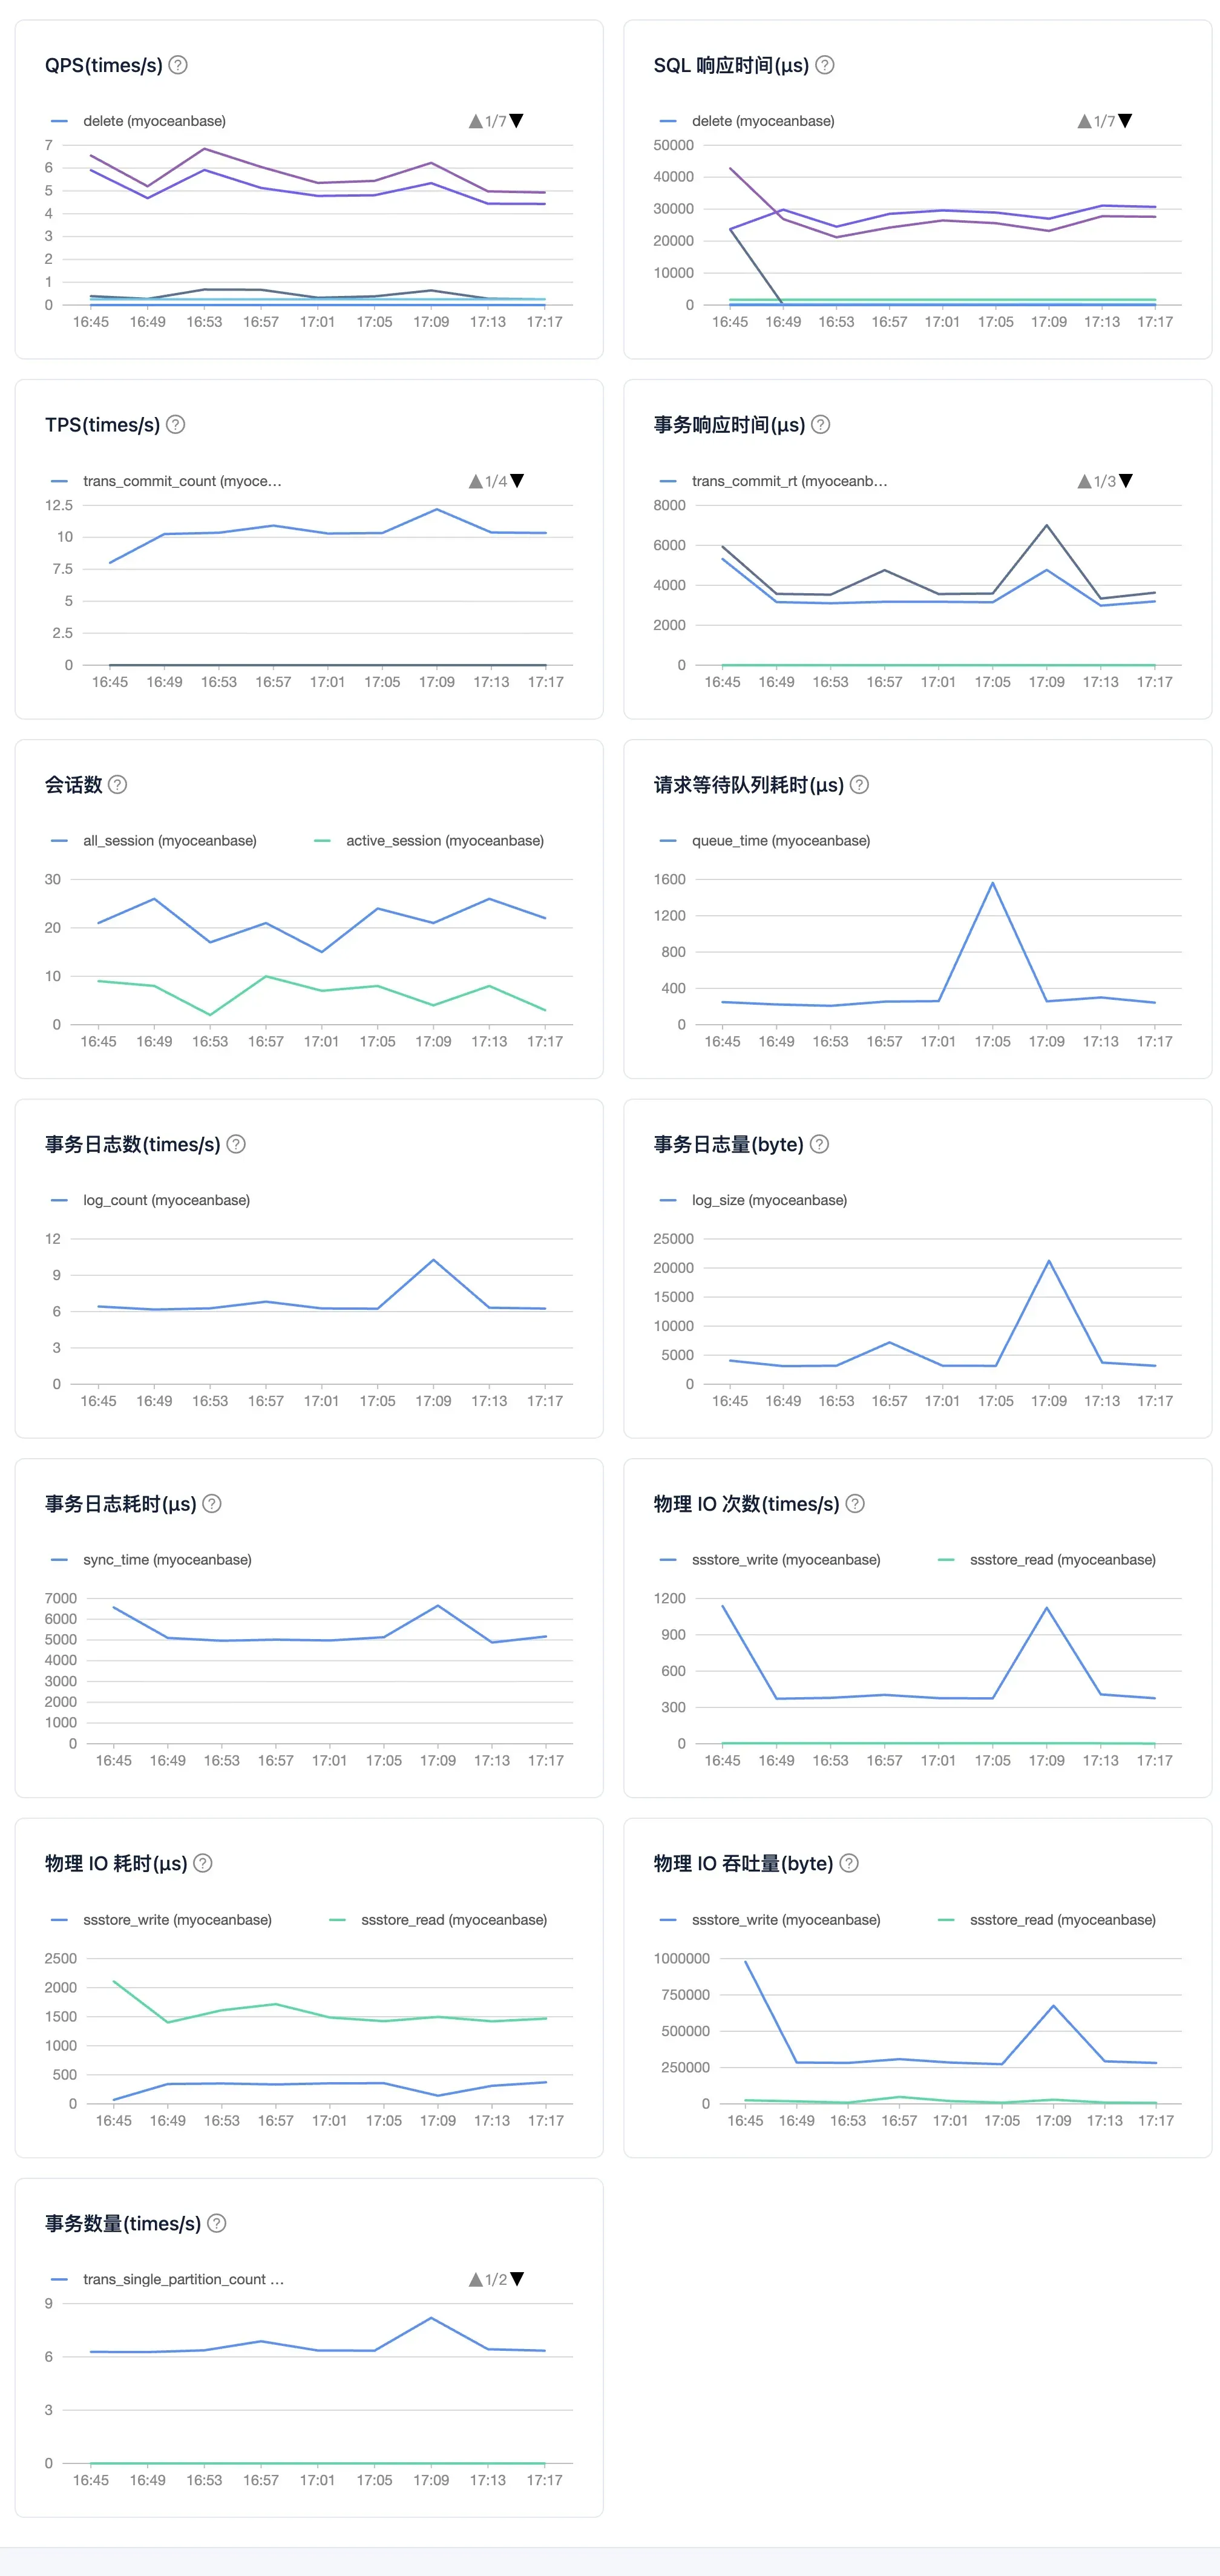 QPS(times/s) ?
delete (myoceanbase) ▲1/7▼
7
6
5
4
3
2
1
0
16:45 16:49 16:53 16:57 17:01 17:05 17:09 17:13 17:17
SQL 响应时间(μs) ?
delete (myoceanbase) ▲1/7▼
50000
40000
30000
20000
10000
0
16:45 16:49 16:53 16:57 17:01 17:05 17:09 17:13 17:17
TPS(times/s) ?
trans_commit_count (myoce... ▲1/4▼
12.5
10
7.5
5
2.5
0
16:45 16:49 16:53 16:57 17:01 17:05 17:09 17:13 17:17
事务响应时间(μs) ?
trans_commit_rt (myoceanb... ▲1/3▼
8000
6000
4000
2000
0
16:45 16:49 16:53 16:57 17:01 17:05 17:09 17:13 17:17
会话数 ?
all_session (myoceanbase) active_session (myoceanbase)
30
20
10
0
16:45 16:49 16:53 16:57 17:01 17:05 17:09 17:13 17:17
请求等待队列耗时(μs) ?
queue_time (myoceanbase)
1600
1200
800
400
0
16:45 16:49 16:53 16:57 17:01 17:05 17:09 17:13 17:17
事务日志数(times/s) ?
log_count (myoceanbase)
12
9
6
3
0
16:45 16:49 16:53 16:57 17:01 17:05 17:09 17:13 17:17
事务日志量(byte) ?
log_size (myoceanbase)
25000
20000
15000
10000
5000
0
16:45 16:49 16:53 16:57 17:01 17:05 17:09 17:13 17:17
事务日志耗时(μs) ?
sync_time (myoceanbase)
7000
6000
5000
4000
3000
2000
1000
0
16:45 16:49 16:53 16:57 17:01 17:05 17:09 17:13 17:17
物理 IO 次数(times/s) ?
ssstore_write (myoceanbase) ssstore_read (myoceanbase)
1200
900
600
300
0
16:45 16:49 16:53 16:57 17:01 17:05 17:09 17:13 17:17
物理 IO 耗时(μs) ?
ssstore_write (myoceanbase) ssstore_read (myoceanbase)
2500
2000
1500
1000
500
0
16:45 16:49 16:53 16:57 17:01 17:05 17:09 17:13 17:17
物理 IO 吞吐量(byte) ?
ssstore_write (myoceanbase) ssstore_read (myoceanbase)
1000000
750000
500000
250000
0
16:45 16:49 16:53 16:57 17:01 17:05 17:09 17:13 17:17
事务数量(times/s) ?
trans_single_partition_count ... ▲1/2▼
9
6
3
0
16:45 16:49 16:53 16:57 17:01 17:05 17:09 17:13 17:17